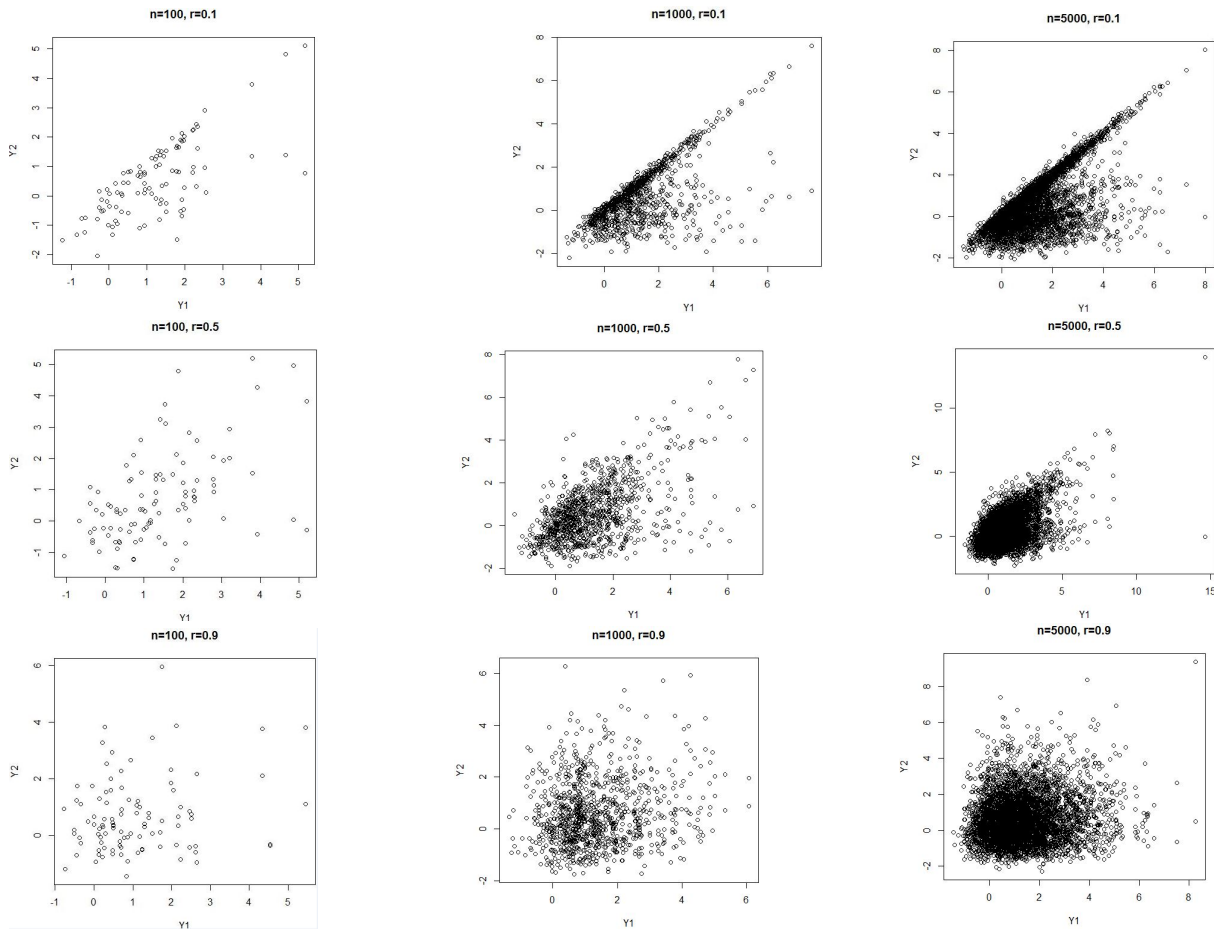 n=100, r=0.1
Y2
5
4
3
2
1
0
-1
-2
-1 0 1 2 3 4 5
Y1
n=1000, r=0.1
Y2
8
6
4
2
0
-2
0 2 4 6
Y1
n=5000, r=0.1
Y2
8
6
4
2
0
-2
0 2 4 6 8
Y1
n=100, r=0.5
Y2
5
4
3
2
1
0
-1
-1 0 1 2 3 4 5
Y1
n=1000, r=0.5
Y2
8
6
4
2
0
-2
0 2 4 6
Y1
n=5000, r=0.5
Y2
10
5
0
0 5 10 15
Y1
n=100, r=0.9
Y2
6
4
2
0
-1 0 1 2 3 4 5
Y1
n=1000, r=0.9
Y2
6
4
2
0
-2
0 2 4 6
Y1
n=5000, r=0.9
Y2
8
6
4
2
0
-2
0 2 4 6 8
Y1